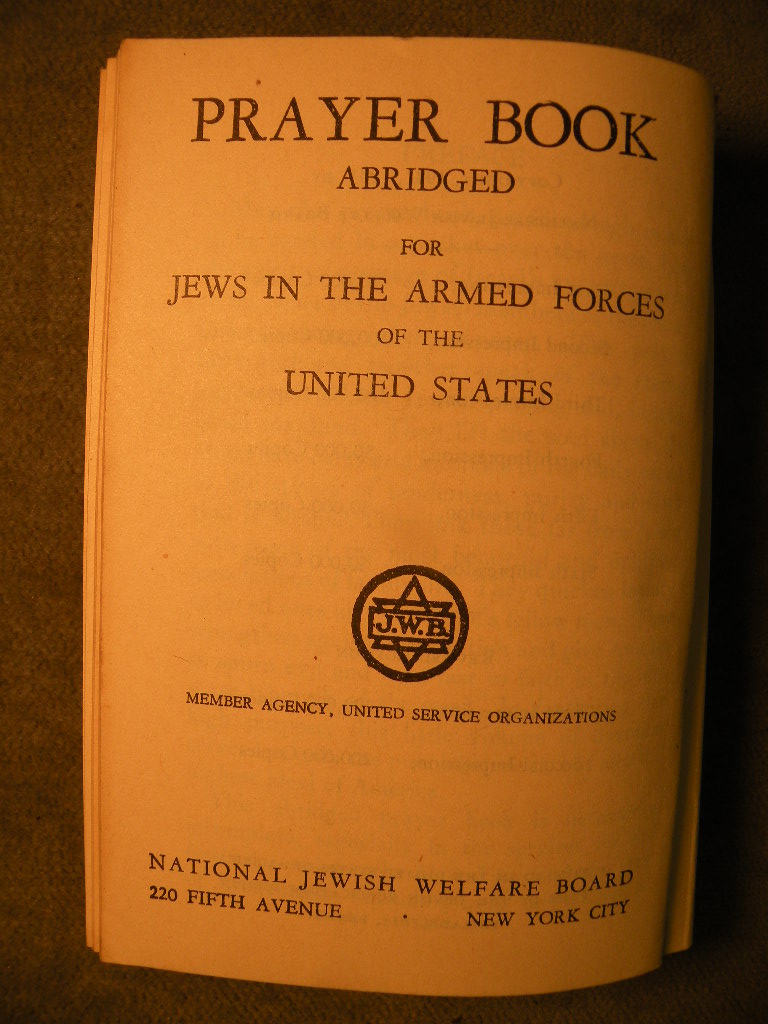 PRAYER BOOK
ABRIDGED
FOR
JEWS IN THE ARMED FORCES
OF THE
UNITED STATES
J.W.B.
MEMBER AGENCY, UNITED SERVICE ORGANIZATIONS
NATIONAL JEWISH WELFARE BOARD
220 FIFTH AVENUE · NEW YORK CITY